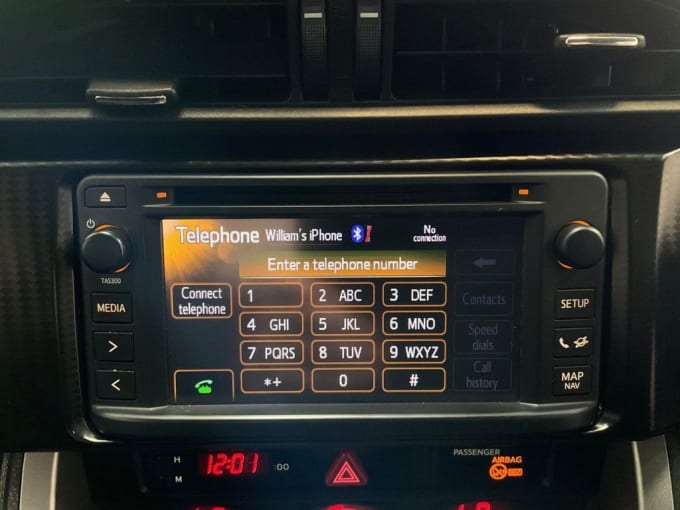 Telephone William's iPhone No connection
Enter a telephone number
Connect telephone
1
2 ABC
3 DEF
4 GHI
5 JKL
6 MNO
7 PQRS
8 TUV
9 WXYZ
*+
0
#
Contacts
Speed dials
Call history
TAS300
MEDIA
>
<
SETUP
MAP NAV
H
M
12:01 :00
PASSENGER
AIRBAG